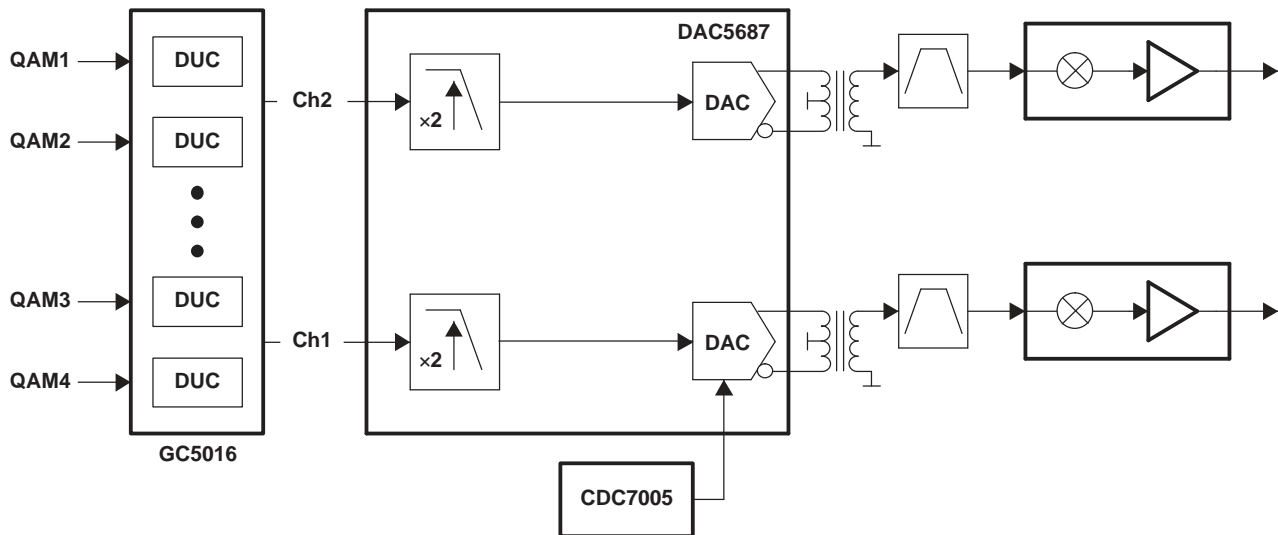 DAC5687
QAM1
DUC
Ch2
×2
DAC
QAM2
DUC
QAM3
DUC
Ch1
×2
DAC
QAM4
DUC
GC5016
CDC7005